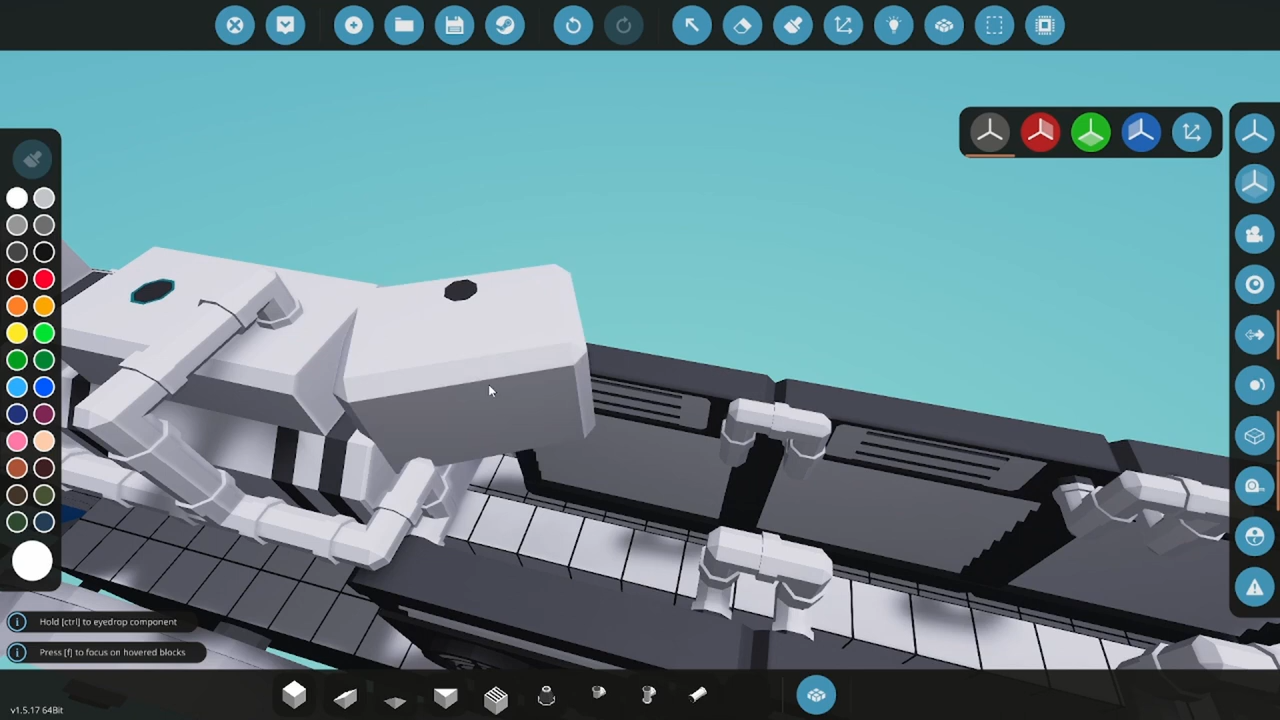 Hold [ctrl] to eyedrop component
Press [f] to focus on hovered blocks
v1.5.17 64Bit